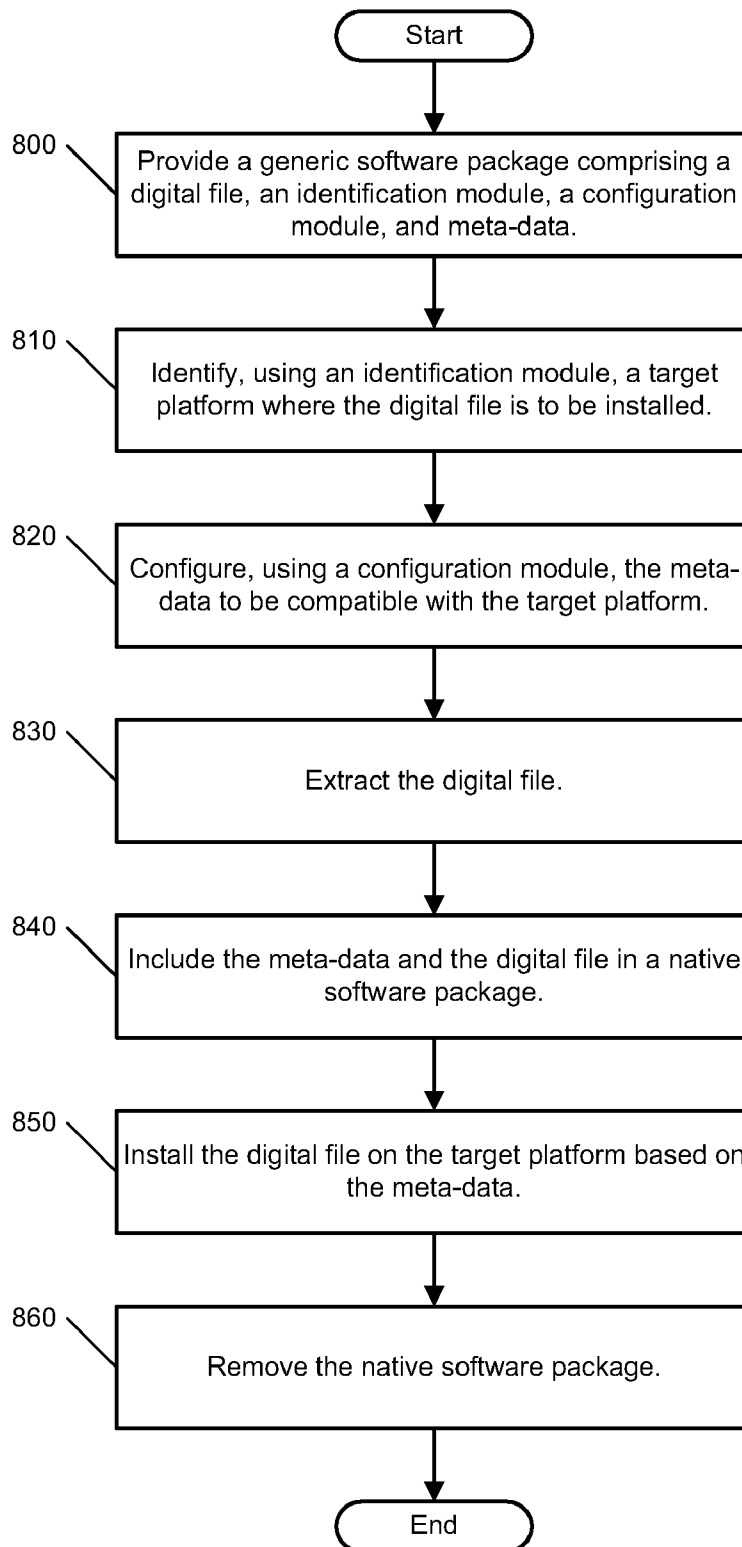 Start
800
Provide a generic software package comprising a
digital file, an identification module, a configuration
module, and meta-data.
810
Identify, using an identification module, a target
platform where the digital file is to be installed.
820
Configure, using a configuration module, the meta-
data to be compatible with the target platform.
830
Extract the digital file.
840
Include the meta-data and the digital file in a native
software package.
850
Install the digital file on the target platform based on
the meta-data.
860
Remove the native software package.
End